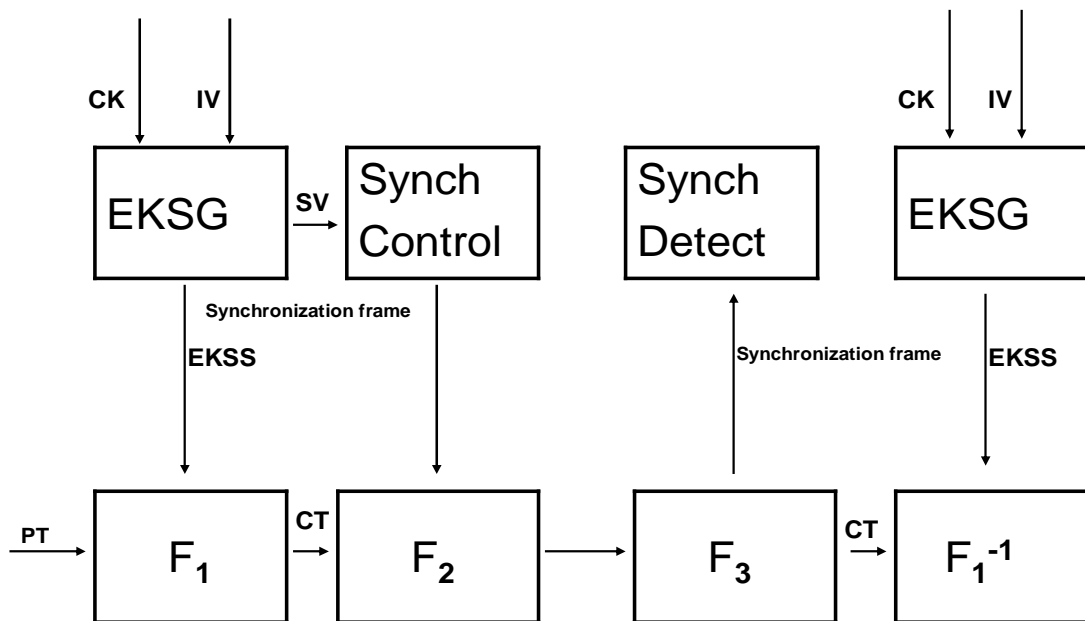 CK
IV
CK
IV
EKSG
SV
Synch
Control
Synch
Detect
EKSG
Synchronization frame
EKSS
Synchronization frame
EKSS
PT
F₁
CT
F₂
F₃
CT
F₁⁻¹